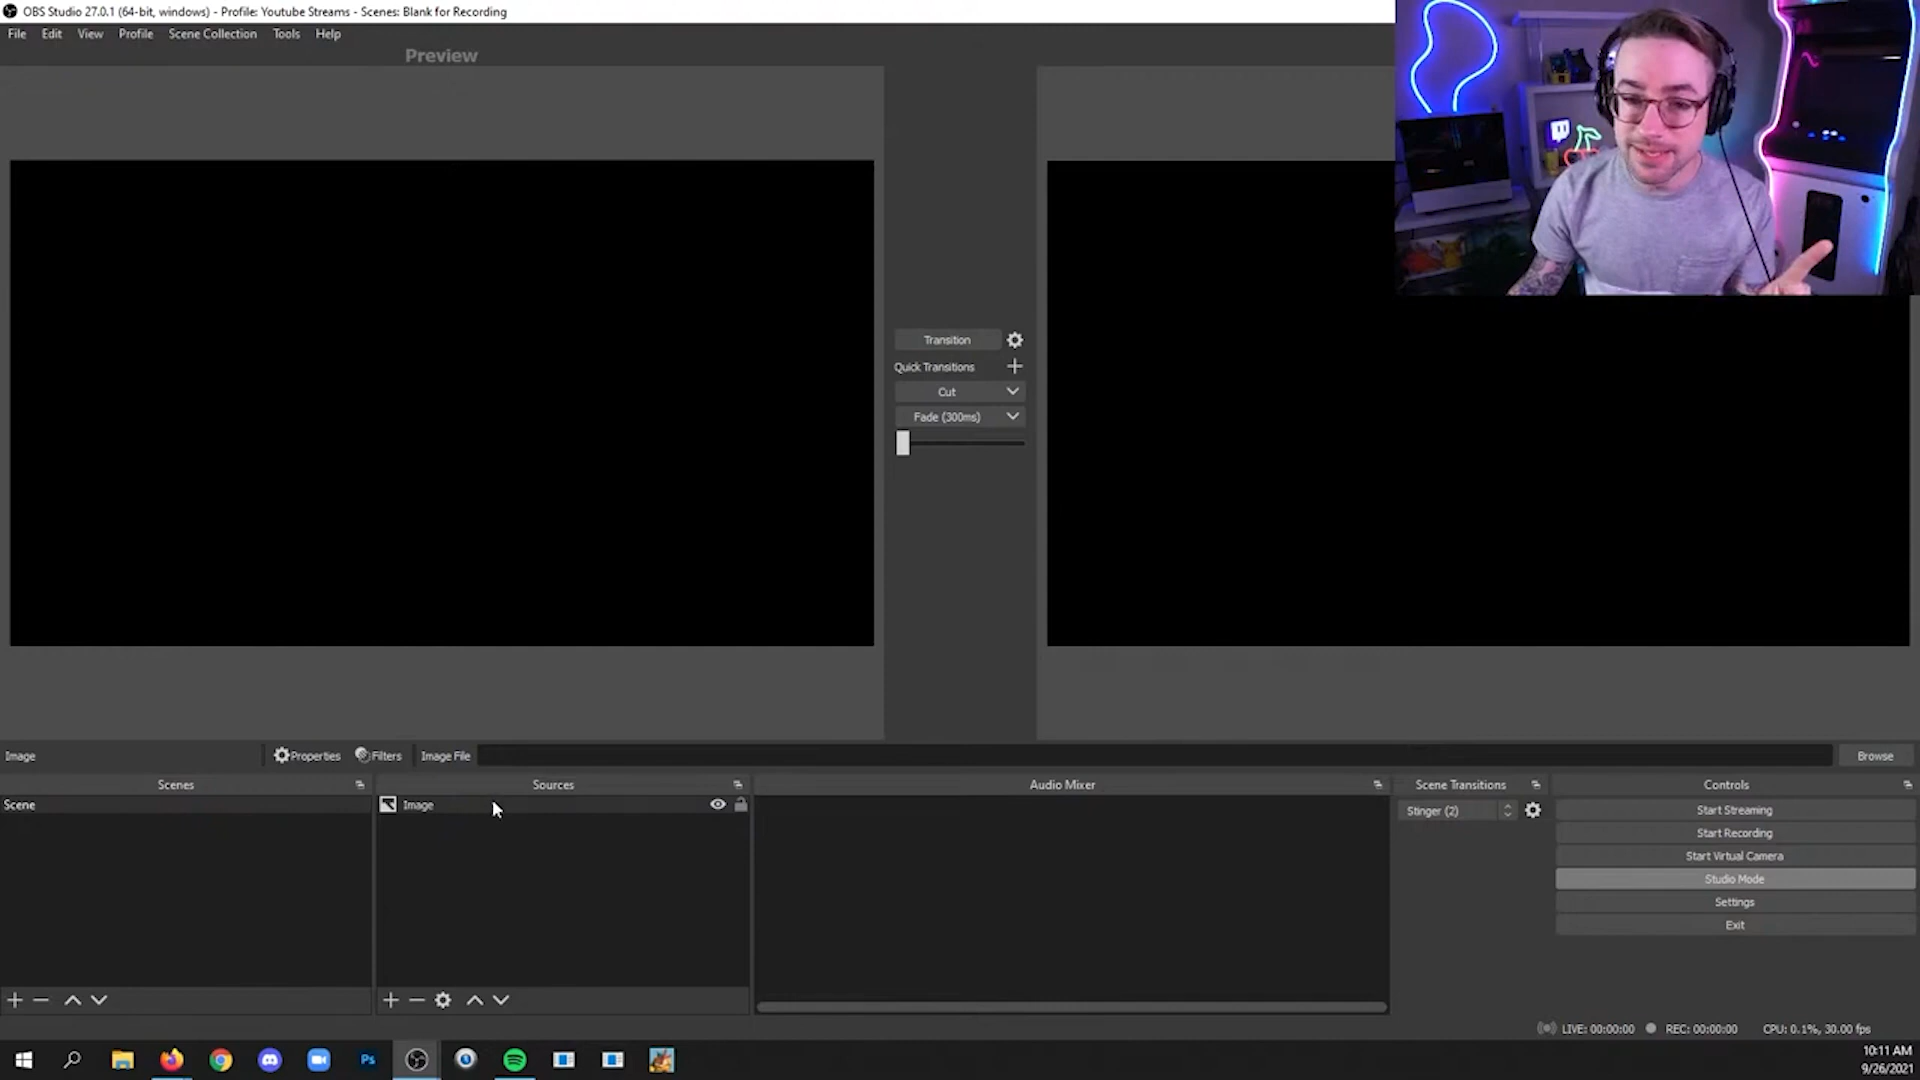 OBS Studio 27.0.1 (64-bit, windows) - Profile: Youtube Streams - Scenes: Blank for Recording
File Edit View Profile Scene Collection Tools Help
Preview
Transition
Quick Transitions
Cut
Fade (300ms)
Image Properties Filters Image File Browse
Scenes Sources Audio Mixer Scene Transitions Controls
Scene Image Stinger (2) Start Streaming
Start Recording
Start Virtual Camera
Studio Mode
Settings
Exit
LIVE: 00:00:00 REC: 00:00:00 CPU: 0.1%, 30.00 fps
Ps
10:11 AM
9/26/2021